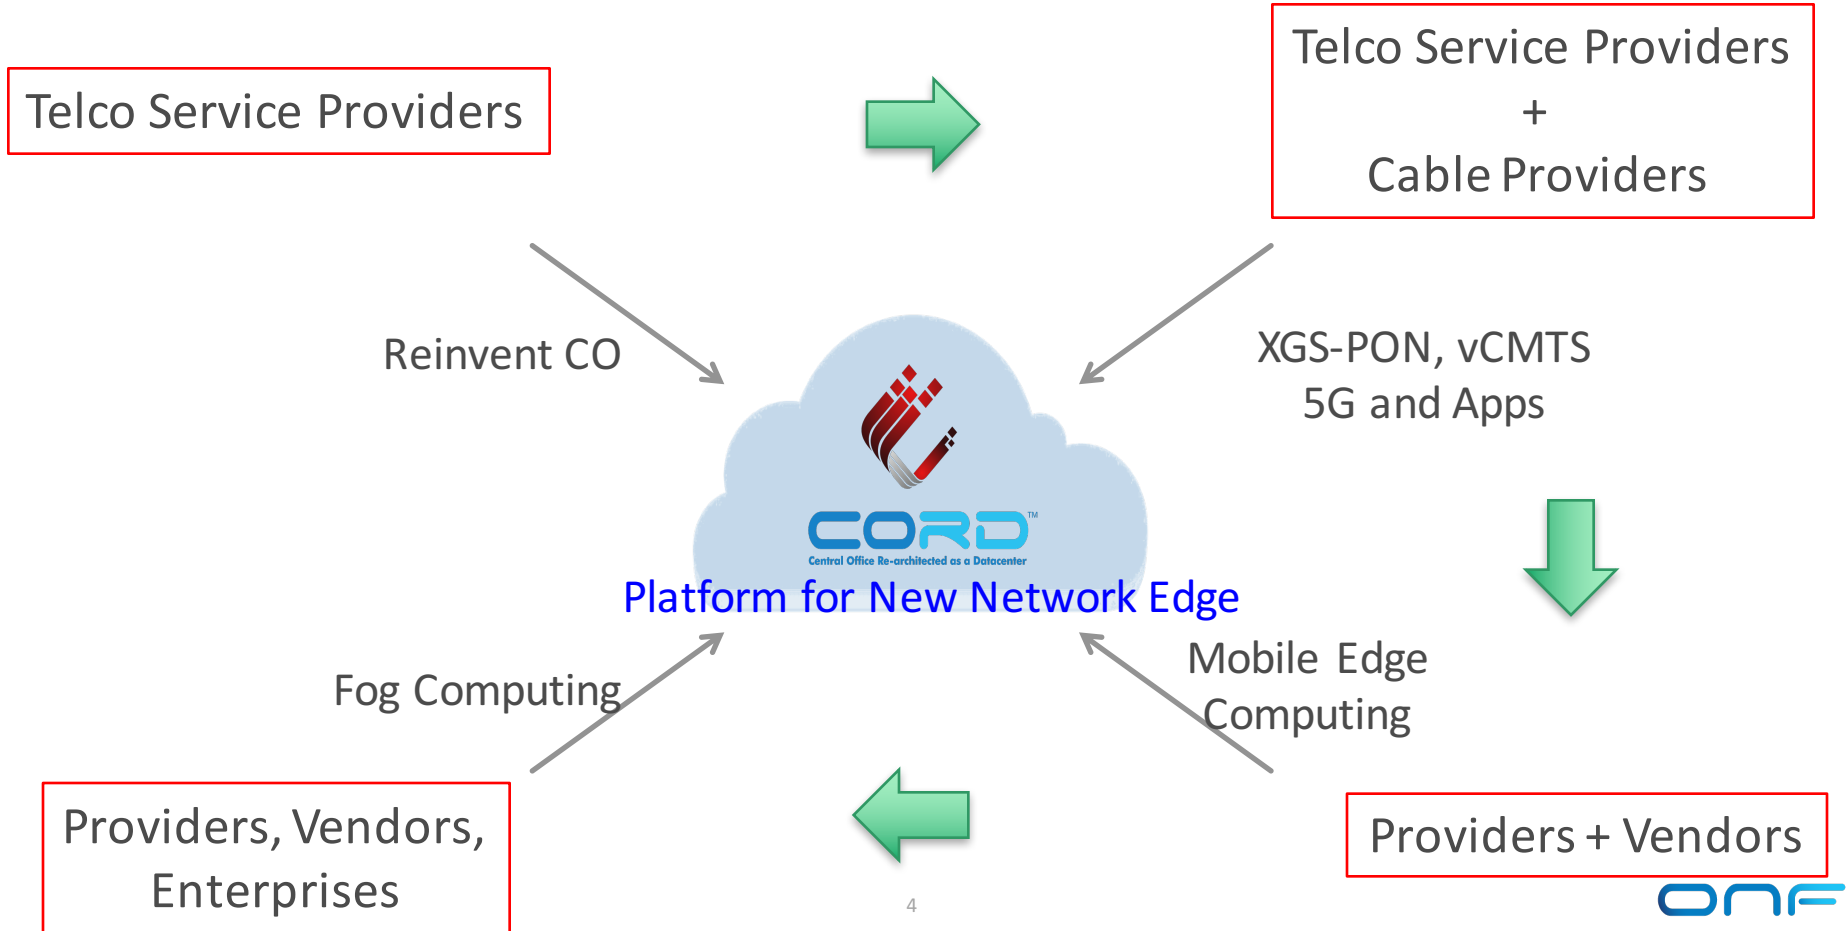 Telco Service Providers
Telco Service Providers
+
Cable Providers
Reinvent CO
XGS-PON, vCMTS
5G and Apps
CORD™
Central Office Re-architected as a Datacenter
Platform for New Network Edge
Fog Computing
Mobile Edge
Computing
Providers, Vendors,
Enterprises
Providers + Vendors
4
ONF